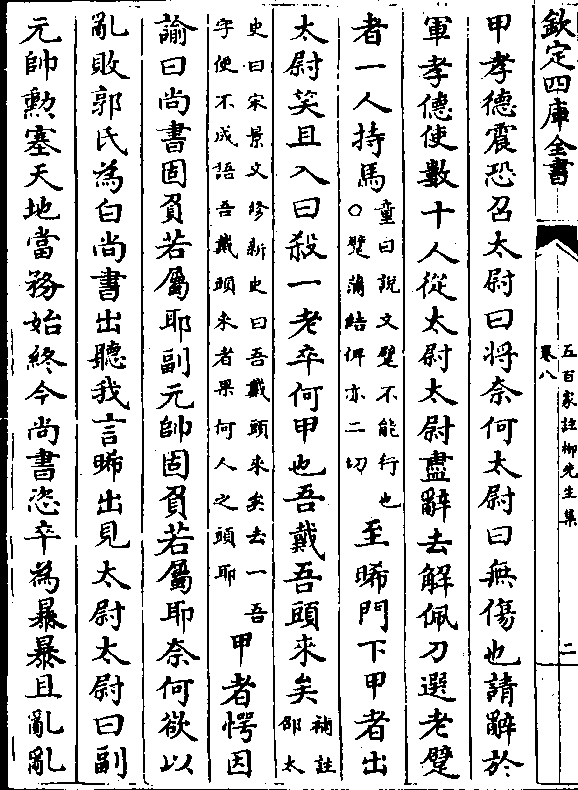 欽定四庫全書
五百家註柳先生集
卷八
二
甲孝德震恐召太尉曰將奈何太尉曰無傷也請辭於
軍孝德使數十人從太尉太尉盡辭去解佩刀選老躄
者一人持馬
童曰説文躄不能行也
○躄蒲結俾亦二切
至晞門下甲者出
太尉笑且入曰殺一老卒何甲也吾戴吾頭來矣
補註
邵太
史曰宋景文修新史曰吾戴頭來矣去一吾
字便不成語吾戴頭來者果何人之頭耶
甲者愕因
諭曰尚書固負若屬耶副元帥固負若屬耶奈何欲以
亂敗郭氏為白尚書出聽我言晞出見太尉太尉曰副
元帥勲塞天地當務始終今尚書恣卒為暴暴且亂亂